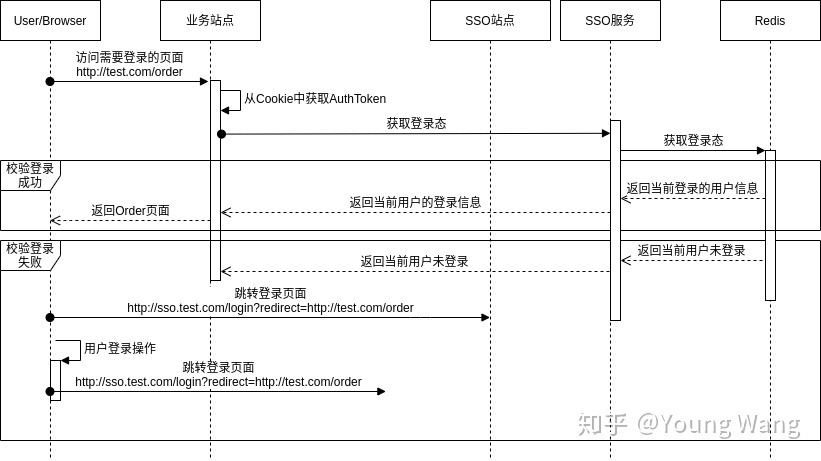 User/Browser
业务站点
SSO站点
SSO服务
Redis
访问需要登录的页面
http://test.com/order
从Cookie中获取AuthToken
获取登录态
获取登录态
校验登录
成功
返回当前登录的用户信息
返回当前用户的登录信息
返回Order页面
校验登录
失败
返回当前用户未登录
返回当前用户未登录
跳转登录页面
http://sso.test.com/login?redirect=http://test.com/order
用户登录操作
跳转登录页面
http://sso.test.com/login?redirect=http://test.com/order
知乎 @Young Wang